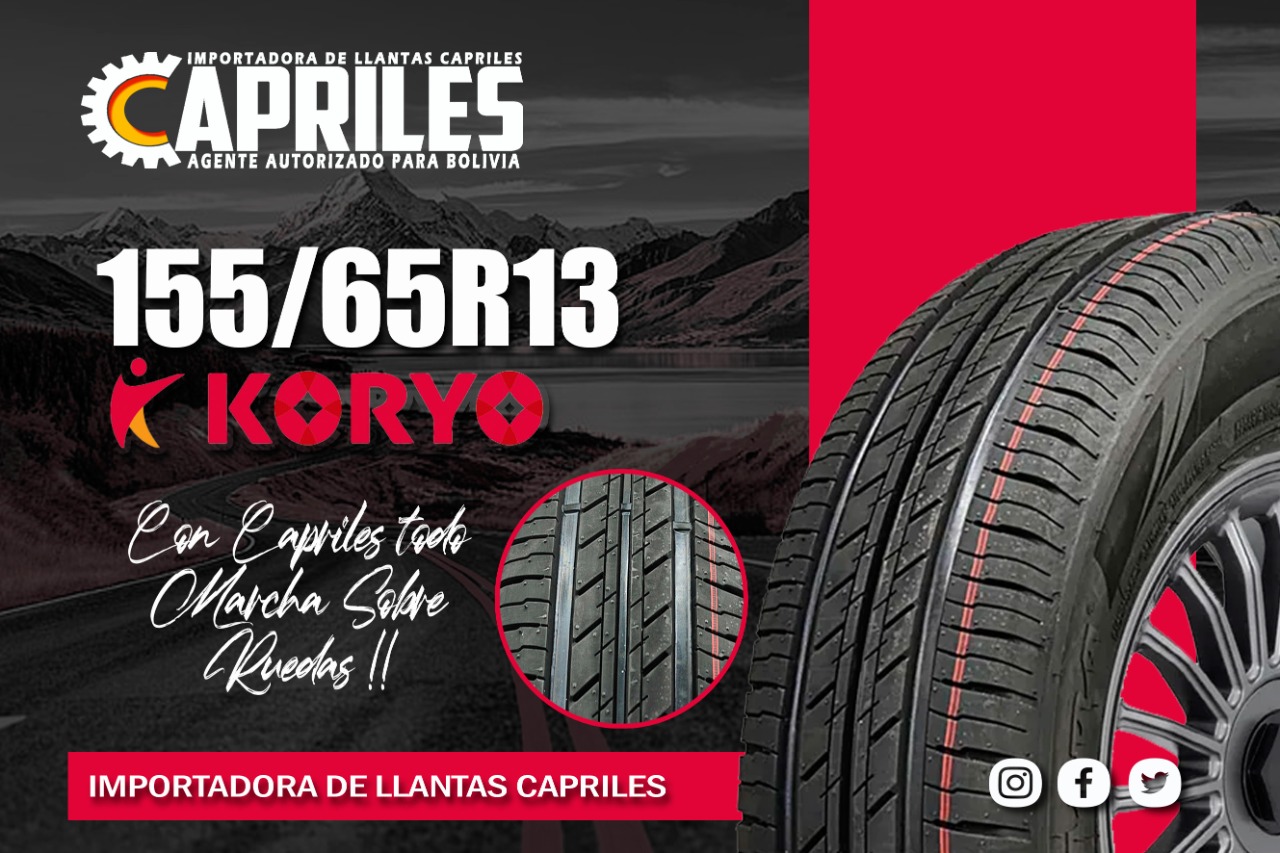 IMPORTADORA DE LLANTAS CAPRILES
CAPRILES
AGENTE AUTORIZADO PARA BOLIVIA
155/65R13
KORYO
Con Capriles todo
Marcha Sobre
Ruedas !!
IMPORTADORA DE LLANTAS CAPRILES